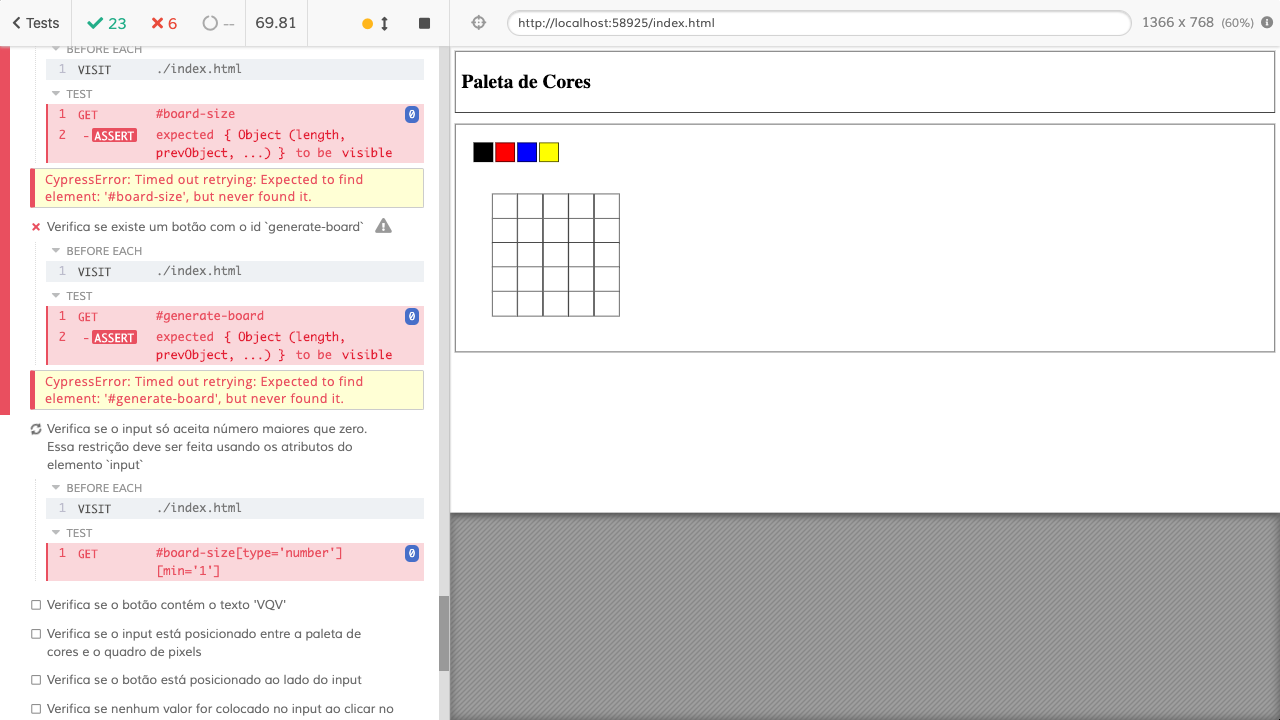 Tests
23
6
--
69.81
http://localhost:58925/index.html
1366 x 768 (60%)
BEFORE EACH
1 VISIT ./index.html
TEST
1 GET #board-size 0
2 -ASSERT expected { Object (length,
prevObject, ...) } to be visible
CypressError: Timed out retrying: Expected to find
element: '#board-size', but never found it.
Verifica se existe um botão com o id `generate-board`
BEFORE EACH
1 VISIT ./index.html
TEST
1 GET #generate-board 0
2 -ASSERT expected { Object (length,
prevObject, ...) } to be visible
CypressError: Timed out retrying: Expected to find
element: '#generate-board', but never found it.
Verifica se o input só aceita número maiores que zero.
Essa restrição deve ser feita usando os atributos do
elemento `input`
BEFORE EACH
1 VISIT ./index.html
TEST
1 GET #board-size[type='number'] 0
[min='1']
Verifica se o botão contém o texto 'VQV'
Verifica se o input está posicionado entre a paleta de
cores e o quadro de pixels
Verifica se o botão está posicionado ao lado do input
Verifica se nenhum valor for colocado no input ao clicar no
Paleta de Cores